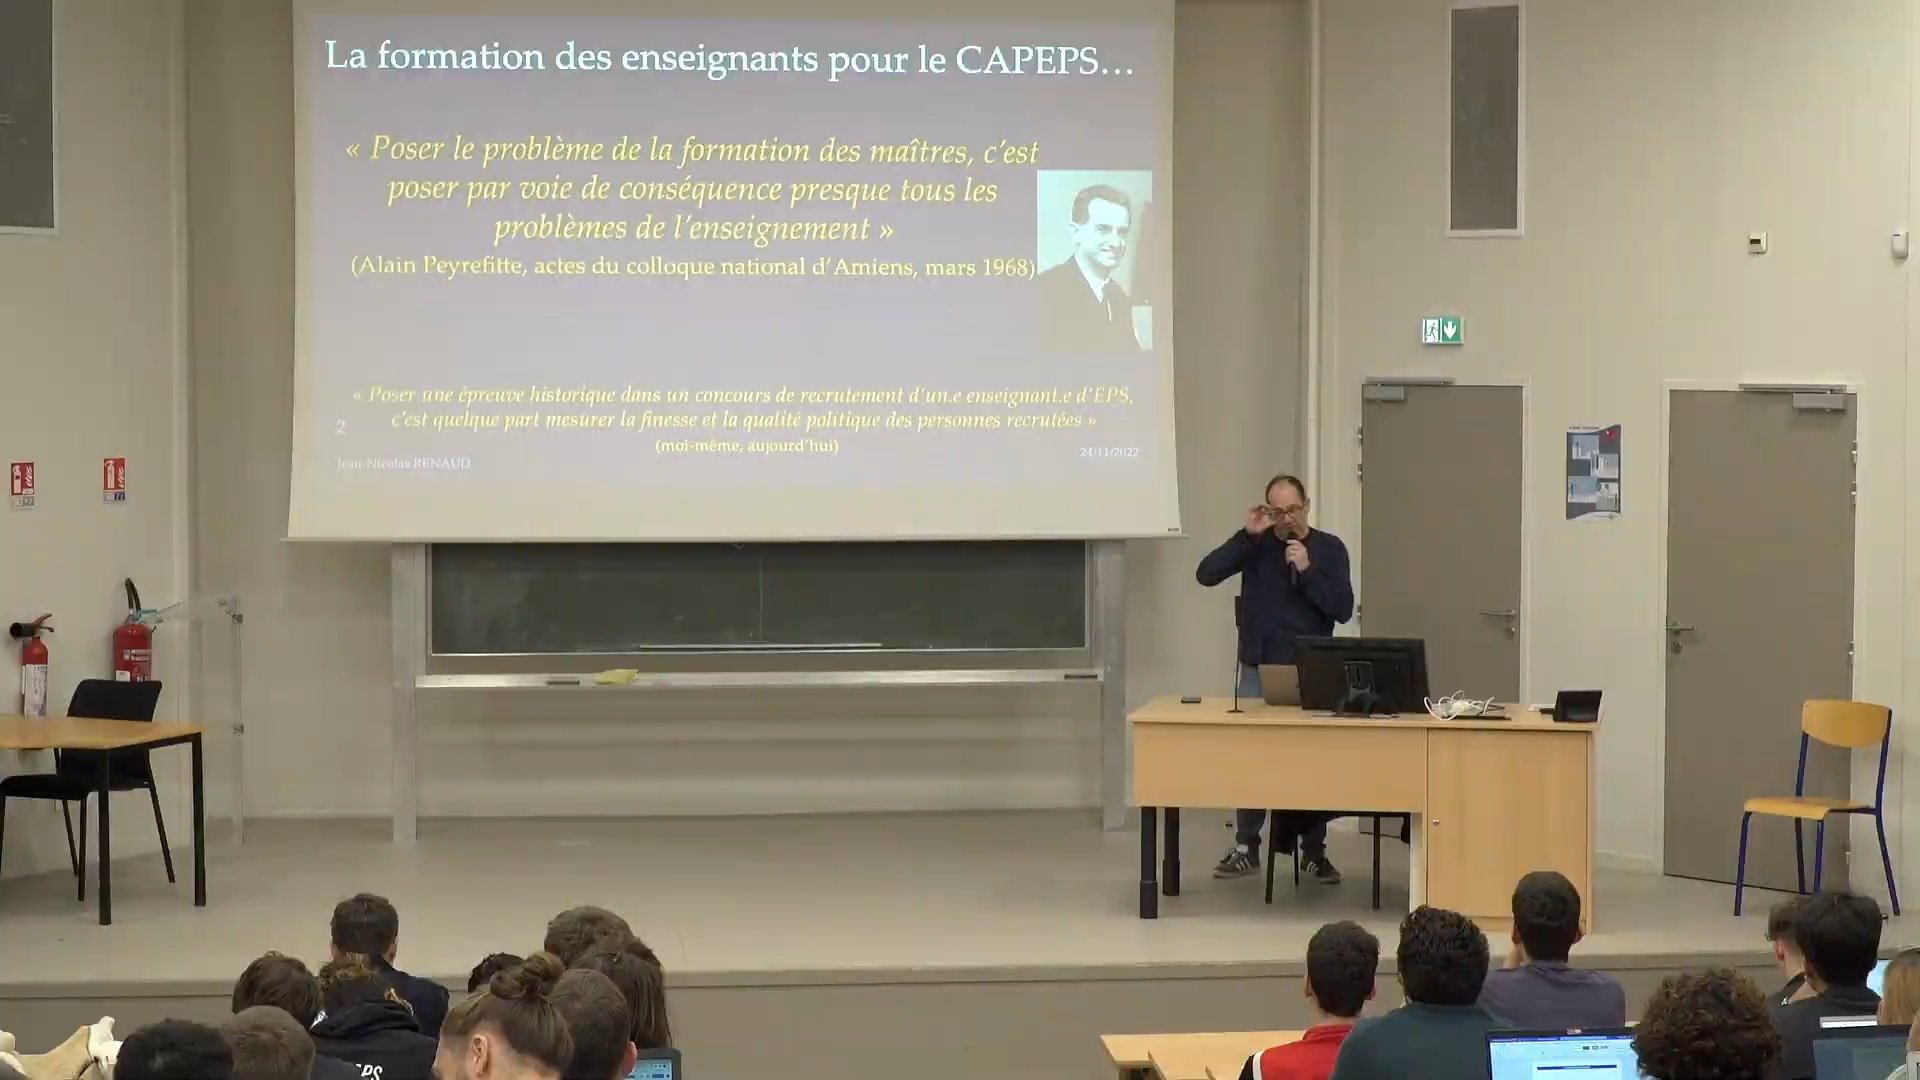 La formation des enseignants pour le CAPEPS…
« Poser le problème de la formation des maîtres, c’est
poser par voie de conséquence presque tous les
problèmes de l’enseignement »
(Alain Peyrefitte, actes du colloque national d’Amiens, mars 1968)
« Poser une épreuve historique dans un concours de recrutement d’un.e enseignant.e d’EPS,
c’est quelque part mesurer la finesse et la qualité politique des personnes recrutées »
(moi-même, aujourd’hui)
2
Jean-Nicolas RENAUD
24/11/2022